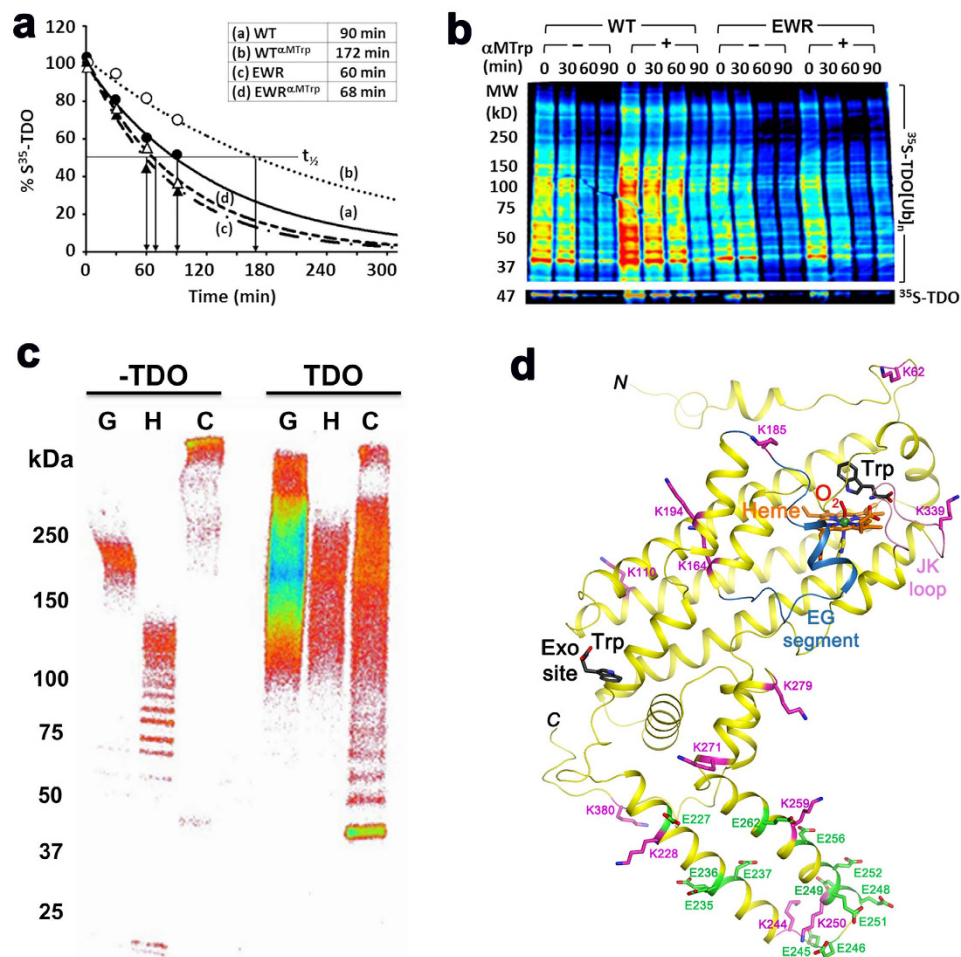 a
(a) WT 90 min
(b) WT^αMTrp 172 min
(c) EWR 60 min
(d) EWR^αMTrp 68 min
120
100
80
60
40
20
0
% S³⁵-TDO
t½
(b)
(a)
(d)
(c)
0 60 120 180 240 300
Time (min)
b
WT EWR
αMTrp − + − +
(min) 0 30 60 90 0 30 60 90 0 30 60 90 0 30 60 90
MW
(kD)
250
150
100
75
50
37
47
³⁵S-TDO[Ub]n
³⁵S-TDO
c
-TDO TDO
G H C G H C
kDa
250
150
100
75
50
37
25
d
N
K62
K185
Trp
O2
Heme
K194
K339
K110
K164
JK
loop
EG
segment
Trp
Exo
site
C
K279
K271
K380
E227
E262
K259
E256
K228
E236
E237
E252
E249
E248
E235
E251
K244
K250
E245
E246